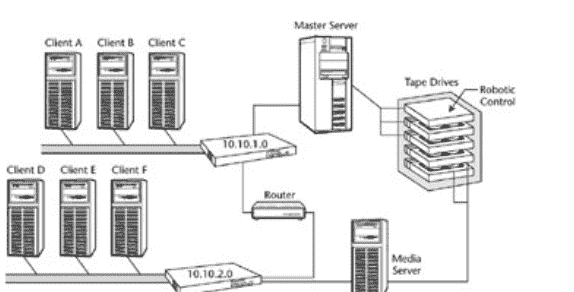 Master Server
Client A
Client B
Client C
Tape Drives
Robotic
Control
10.10.1.0
Client D
Client E
Client F
Router
10.10.2.0
Media
Server